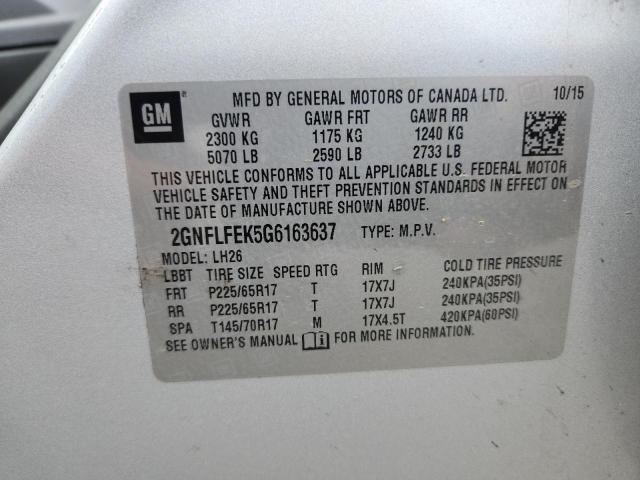 GM
MFD BY GENERAL MOTORS OF CANADA LTD. 10/15
GVWR GAWR FRT GAWR RR
2300 KG 1175 KG 1240 KG
5070 LB 2590 LB 2733 LB
THIS VEHICLE CONFORMS TO ALL APPLICABLE U.S. FEDERAL MOTOR
VEHICLE SAFETY AND THEFT PREVENTION STANDARDS IN EFFECT ON
THE DATE OF MANUFACTURE SHOWN ABOVE.
2GNFLFEK5G6163637 TYPE: M.P.V.
MODEL: LH26
LBBT TIRE SIZE SPEED RTG RIM COLD TIRE PRESSURE
FRT P225/65R17 T 17X7J 240KPA(35PSI)
RR P225/65R17 T 17X7J 240KPA(35PSI)
SPA T145/70R17 M 17X4.5T 420KPA(60PSI)
SEE OWNER'S MANUAL FOR MORE INFORMATION.